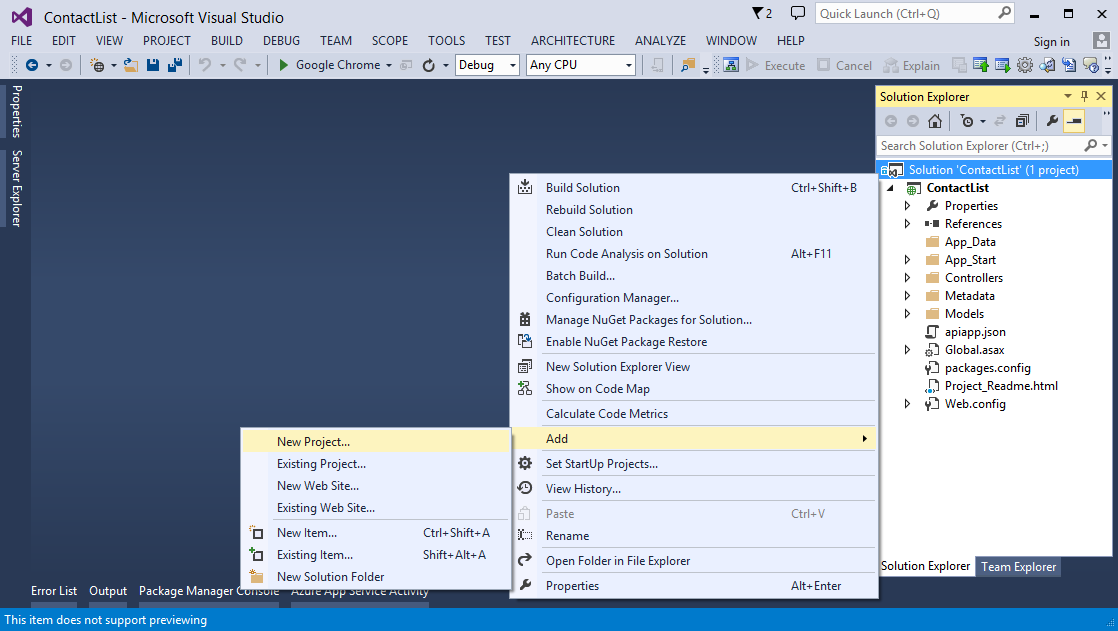 ContactList - Microsoft Visual Studio
2
Quick Launch (Ctrl+Q)
FILE EDIT VIEW PROJECT BUILD DEBUG TEAM SCOPE TOOLS TEST ARCHITECTURE ANALYZE WINDOW HELP
Sign in
Google Chrome Debug Any CPU Execute Cancel Explain
Properties
Server Explorer
Solution Explorer
Search Solution Explorer (Ctrl+;)
Solution 'ContactList' (1 project)
ContactList
Properties
References
App_Data
App_Start
Controllers
Metadata
Models
apiapp.json
Global.asax
packages.config
Project_Readme.html
Web.config
Build Solution Ctrl+Shift+B
Rebuild Solution
Clean Solution
Run Code Analysis on Solution Alt+F11
Batch Build...
Configuration Manager...
Manage NuGet Packages for Solution...
Enable NuGet Package Restore
New Solution Explorer View
Show on Code Map
Calculate Code Metrics
Add
Set StartUp Projects...
View History...
Paste Ctrl+V
Rename
Open Folder in File Explorer
Properties Alt+Enter
New Project...
Existing Project...
New Web Site...
Existing Web Site...
New Item... Ctrl+Shift+A
Existing Item... Shift+Alt+A
New Solution Folder
Solution Explorer Team Explorer
Error List Output Package Manager Console Azure App Service Activity
This item does not support previewing